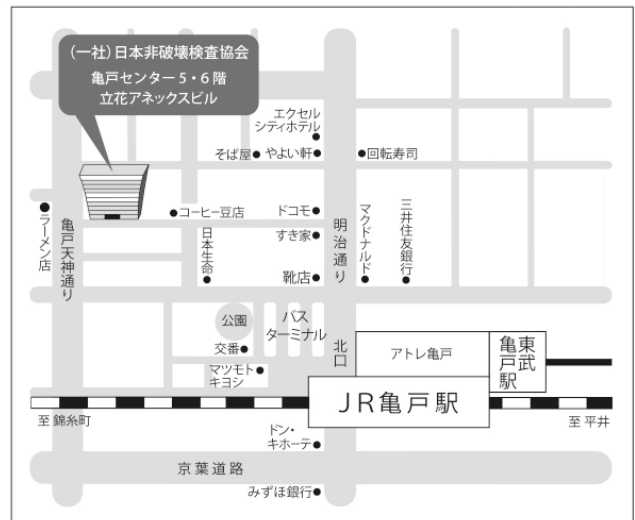 (一社)日本非破壊検査協会
亀戸センター5・6階
立花アネックスビル
エクセル
シティホテル
そば屋
やよい軒
回転寿司
ラーメン店
亀戸天神通り
コーヒー豆店
ドコモ
日本生命
すき家
靴店
明治通り
マクドナルド
三井住友銀行
公園
バス
ターミナル
北口
交番
マツモト
キヨシ
アトレ亀戸
東武
亀戸駅
JR亀戸駅
至 錦糸町
至 平井
ドン・
キホーテ
京葉道路
みずほ銀行